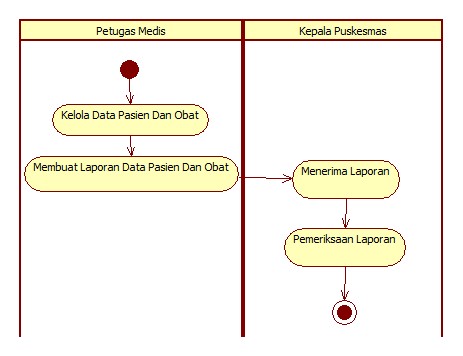 Petugas Medis
Kepala Puskesmas
Kelola Data Pasien Dan Obat
Membuat Laporan Data Pasien Dan Obat
Menerima Laporan
Pemeriksaan Laporan